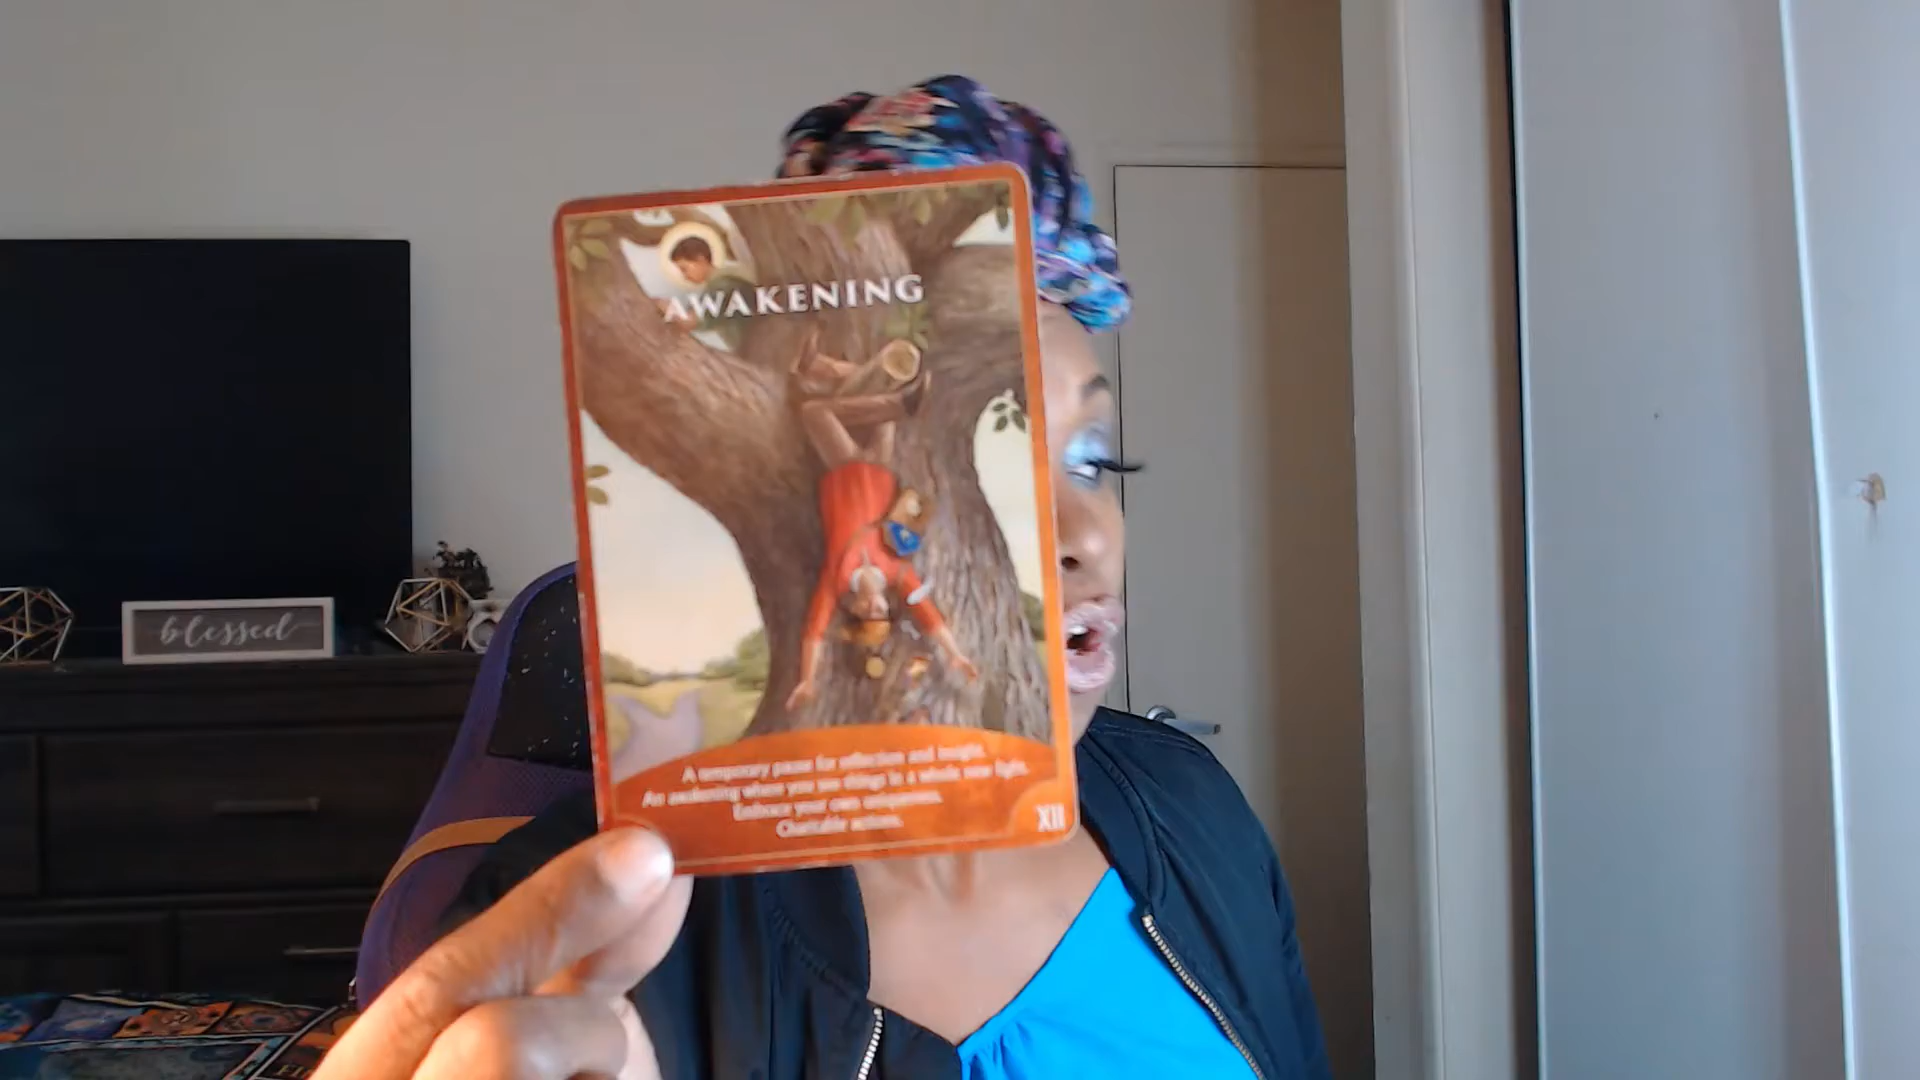 AWAKENING
blessed
A temporary pause for reflection and insight.
An awakening where you see things in a whole new light.
Embrace your own uniqueness.
Charitable actions.
XII